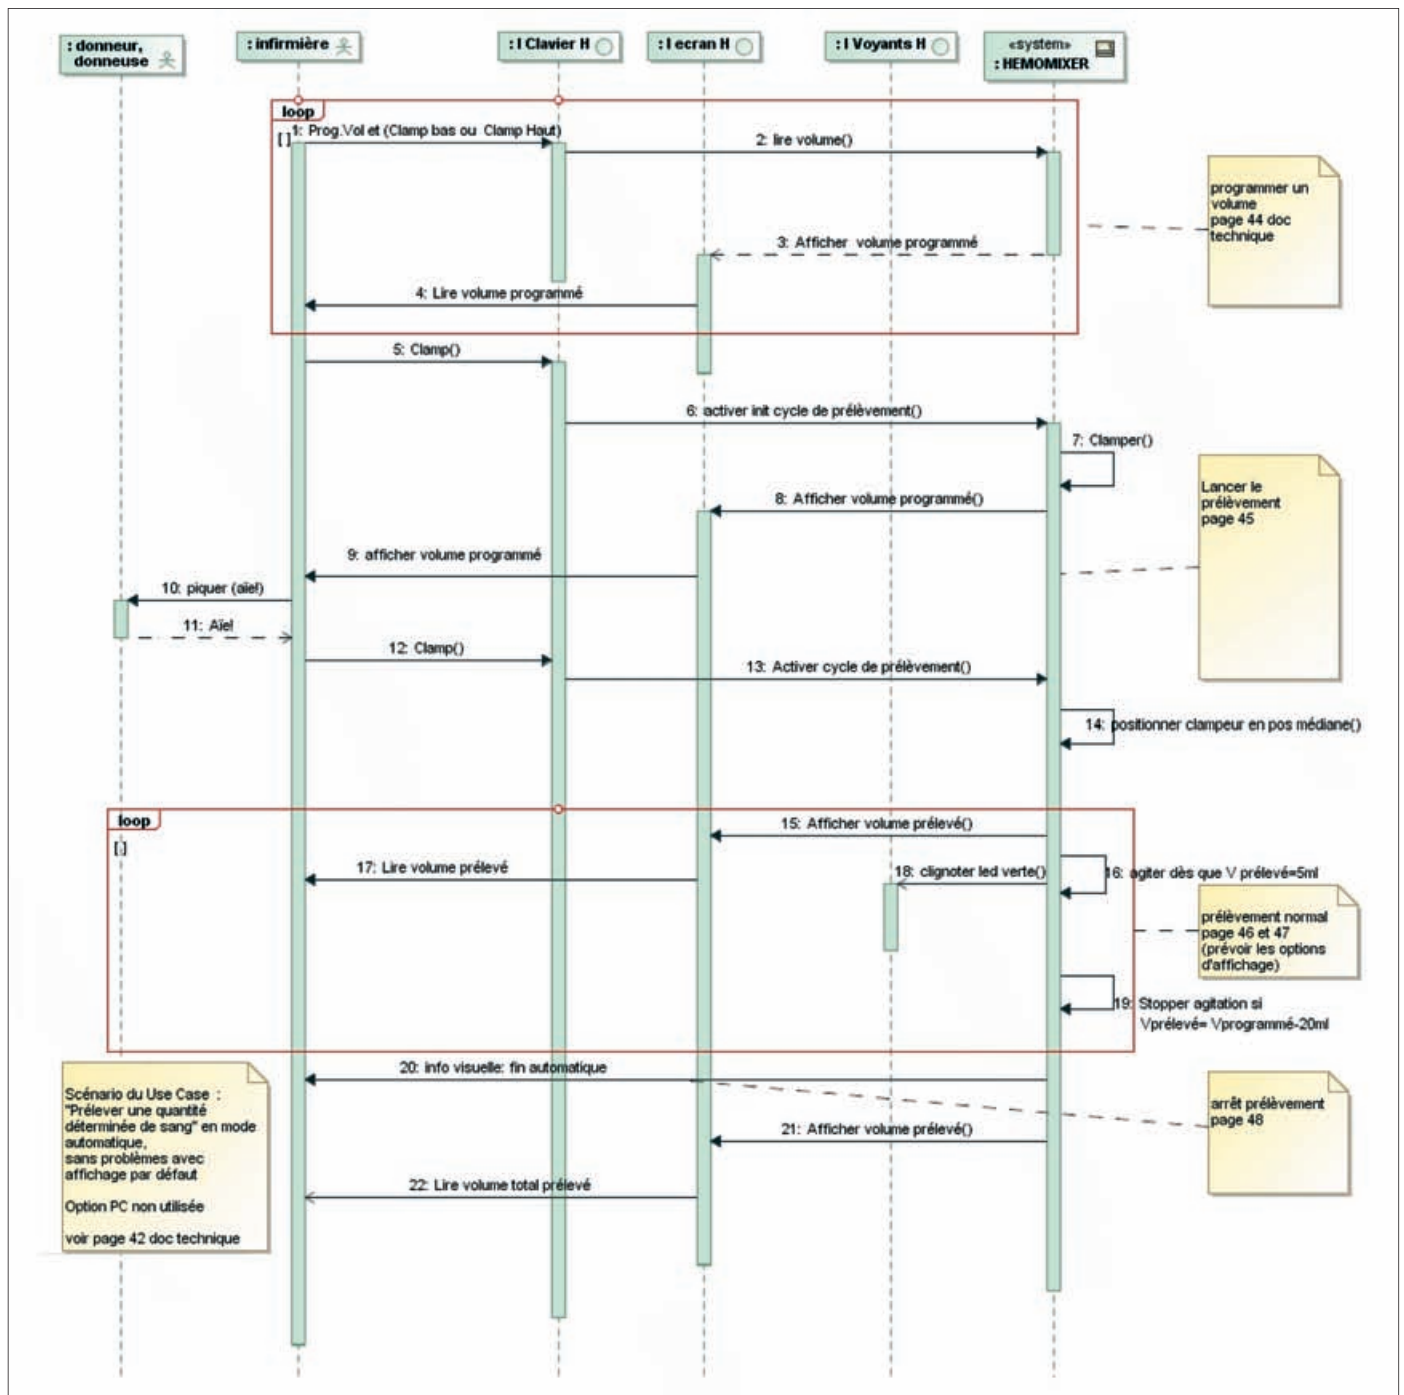 : donneur,
donneuse
: infirmière
: I Clavier H
: I ecran H
: I Voyants H
«system»
: HEMOMIXER
loop
[ ]
1: Prog.Vol et (Clamp bas ou Clamp Haut)
2: lire volume()
programmer un
volume
page 44 doc
technique
3: Afficher volume programmé
4: Lire volume programmé
5: Clamp()
6: activer init cycle de prélèvement()
7: Clamper()
Lancer le
prélèvement
page 45
8: Afficher volume programmé()
9: afficher volume programmé
10: piquer (aïe!)
11: Aïe!
12: Clamp()
13: Activer cycle de prélèvement()
14: positionner clampeur en pos médiane()
loop
[ ]
15: Afficher volume prélevé()
17: Lire volume prélevé
18: clignoter led verte()
16: agiter dès que V prélevé=5ml
prélèvement normal
page 46 et 47
(prévoir les options
d'affichage)
19: Stopper agitation si
Vprélevé= Vprogrammé-20ml
20: info visuelle: fin automatique
Scénario du Use Case :
"Prélever une quantité
déterminée de sang" en mode
automatique,
sans problèmes avec
affichage par défaut
Option PC non utilisée
voir page 42 doc technique
arrêt prélèvement
page 48
21: Afficher volume prélevé()
22: Lire volume total prélevé